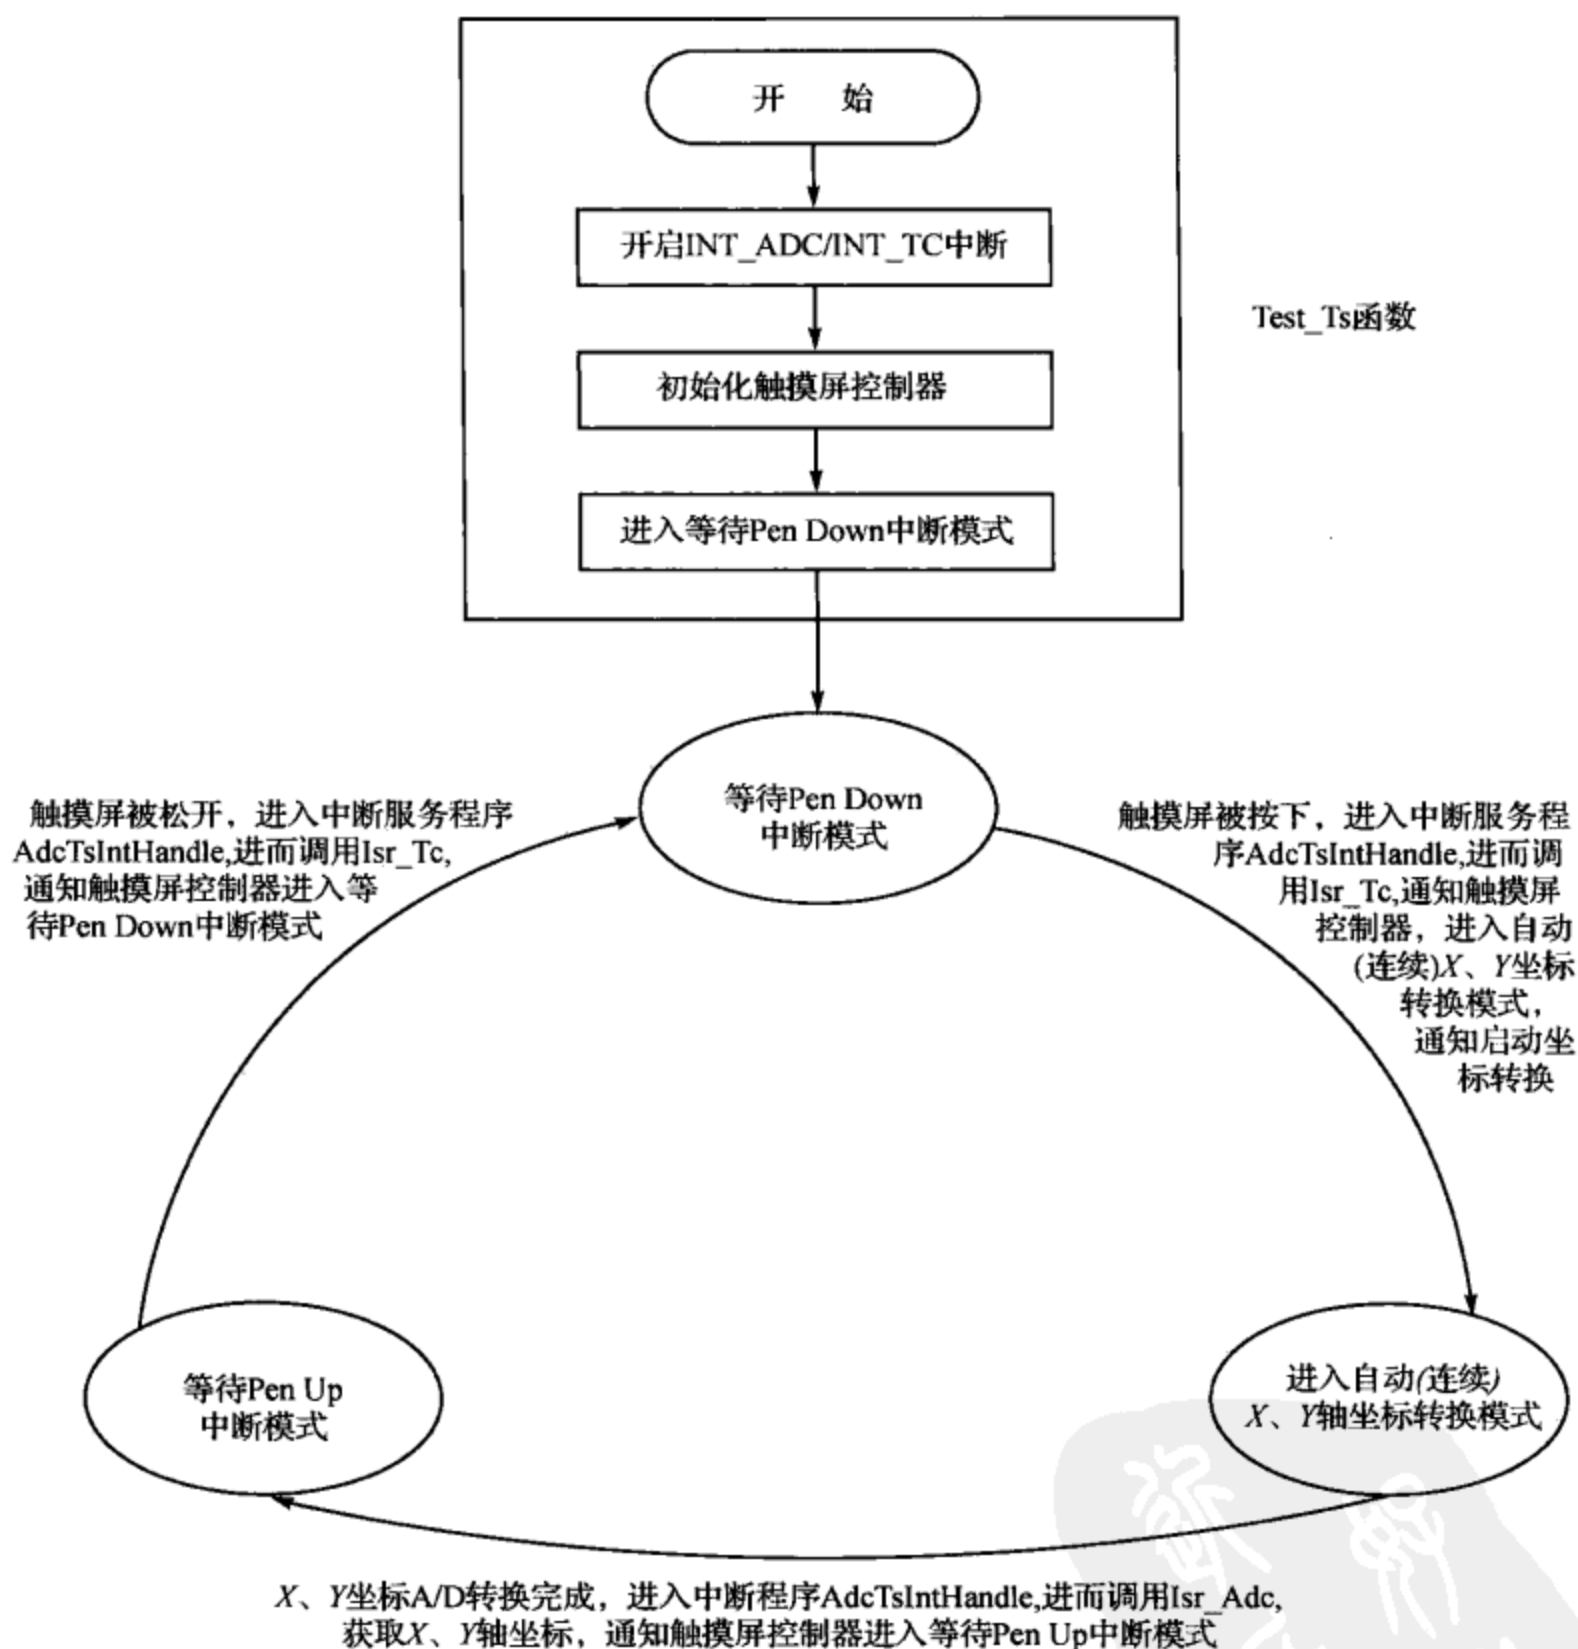 开 始
开启INT_ADC/INT_TC中断
初始化触摸屏控制器
进入等待Pen Down中断模式
Test_Ts函数
等待Pen Down
中断模式
触摸屏被松开，进入中断服务程序
AdcTsIntHandle,进而调用Isr_Tc,
通知触摸屏控制器进入等
待Pen Down中断模式
触摸屏被按下，进入中断服务程
序AdcTsIntHandle,进而调
用Isr_Tc,通知触摸屏
控制器，进入自动
(连续)X、Y坐标
转换模式，
通知启动坐
标转换
等待Pen Up
中断模式
进入自动(连续)
X、Y轴坐标转换模式
X、Y坐标A/D转换完成，进入中断程序AdcTsIntHandle,进而调用Isr_Adc,
获取X、Y轴坐标，通知触摸屏控制器进入等待Pen Up中断模式